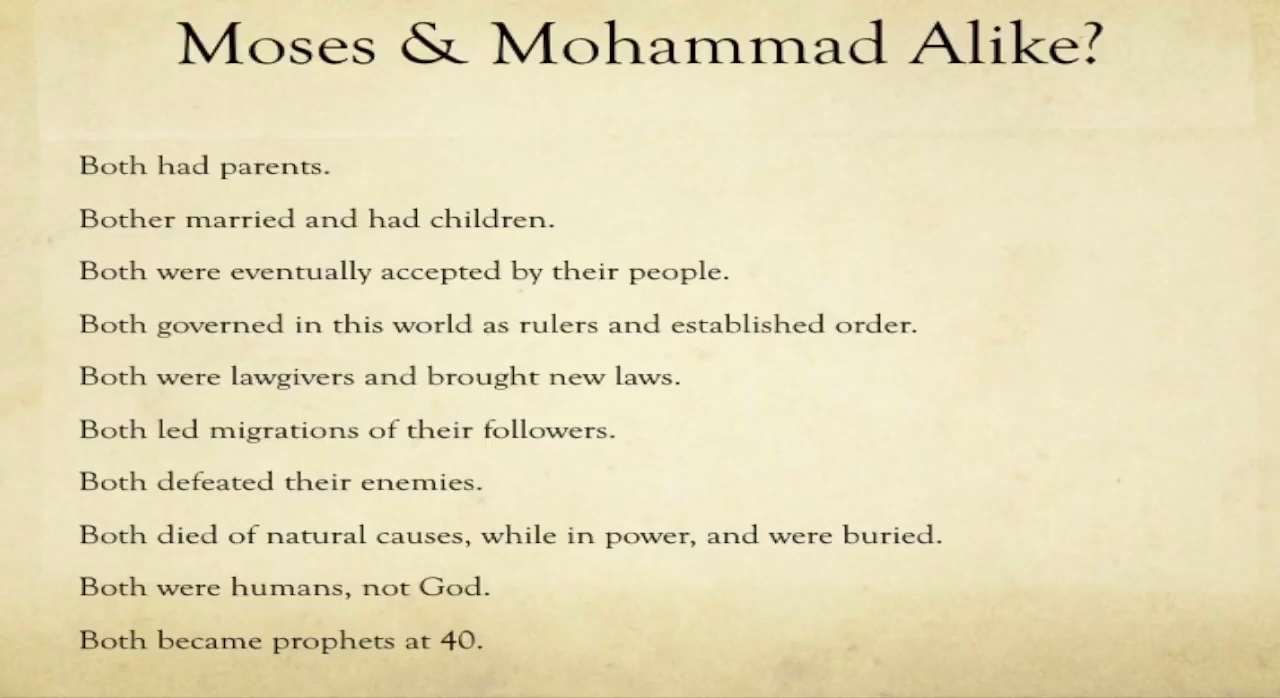 Moses & Mohammad Alike?
Both had parents.
Bother married and had children.
Both were eventually accepted by their people.
Both governed in this world as rulers and established order.
Both were lawgivers and brought new laws.
Both led migrations of their followers.
Both defeated their enemies.
Both died of natural causes, while in power, and were buried.
Both were humans, not God.
Both became prophets at 40.